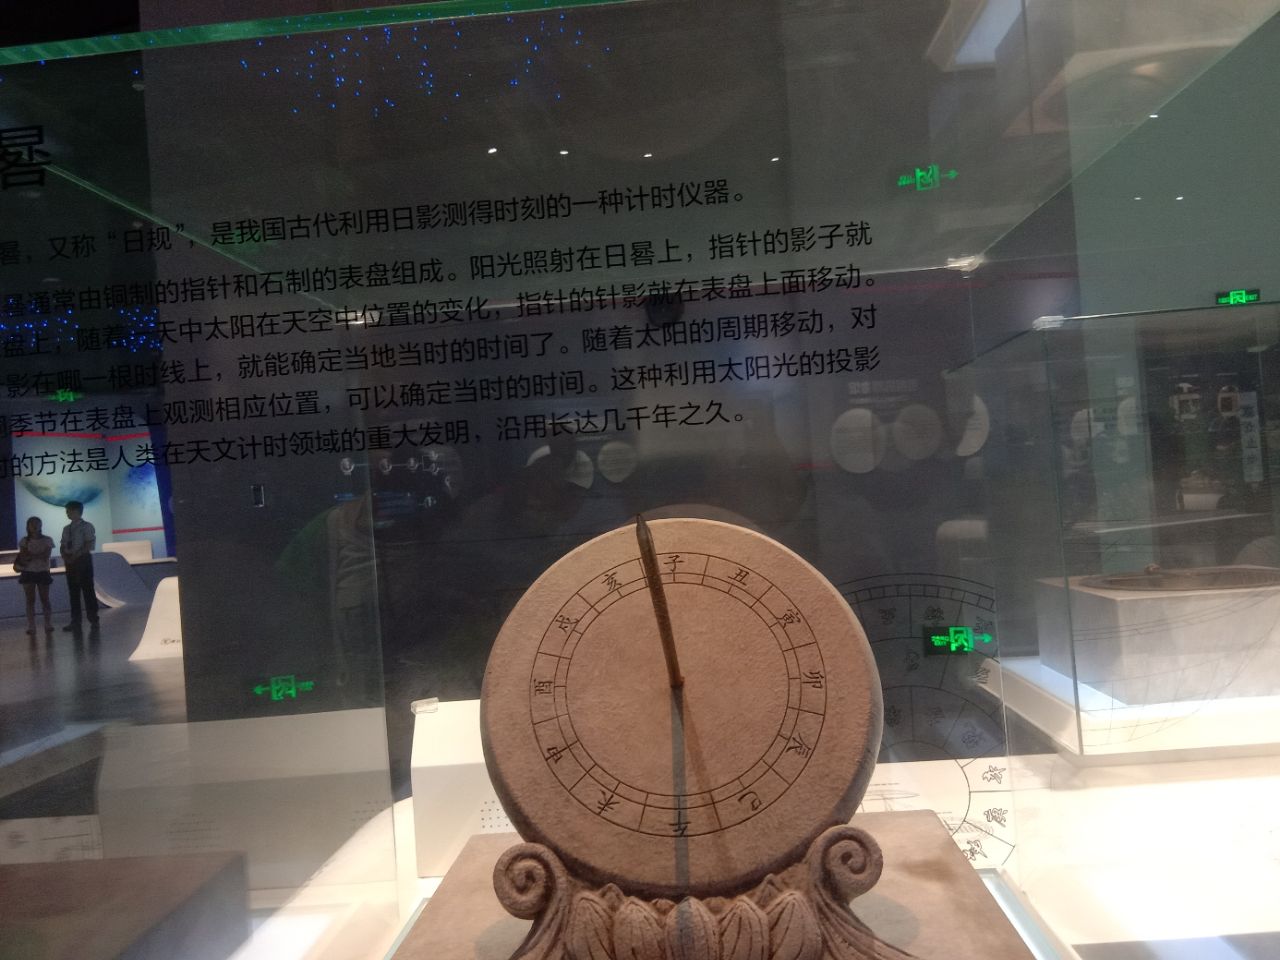 晷
晷，又称“日规”，是我国古代利用日影测得时刻的一种计时仪器。
晷通常由铜制的指针和石制的表盘组成。阳光照射在日晷上，指针的影子就
盘上，随着一天中太阳在天空中位置的变化，指针的针影就在表盘上面移动。
影在哪一根时线上，就能确定当地当时的时间了。随着太阳的周期移动，对
季节在表盘上观测相应位置，可以确定当时的时间。这种利用太阳光的投影
时的方法是人类在天文计时领域的重大发明，沿用长达几千年之久。
子
丑
寅
卯
辰
巳
午
未
申
酉
戌
亥